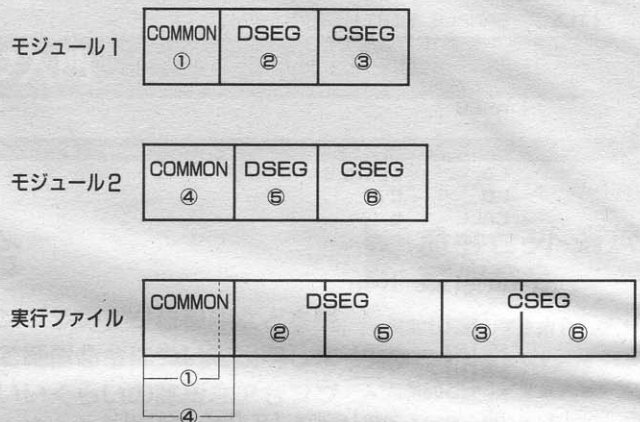 モジュール1
COMMON DSEG CSEG
① ② ③
モジュール2
COMMON DSEG CSEG
④ ⑤ ⑥
実行ファイル
COMMON DSEG CSEG
② ⑤ ③ ⑥
①
④